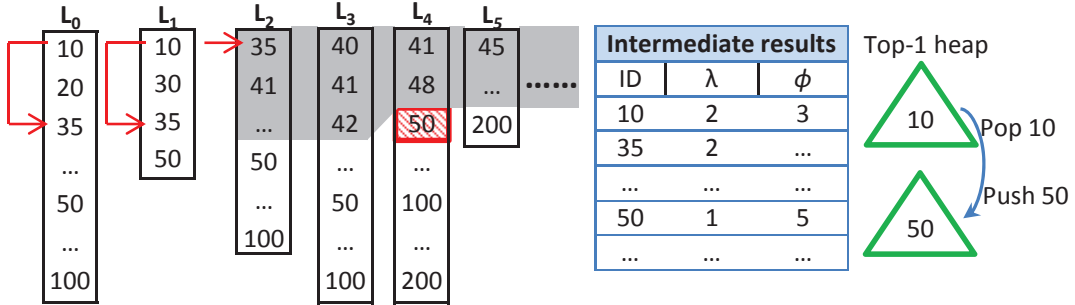 L0 L1 L2 L3 L4 L5
10 10 35 40 41 45
20 30 41 41 48 ...
35 35 ... 42 50 200
... 50 50 ... ...
50 ... 50 100
... 100 ... ...
100 100 200
......
Intermediate results
ID λ ϕ
10 2 3
35 2 ...
... ... ...
50 1 5
... ... ...
Top-1 heap
10
Pop 10
Push 50
50